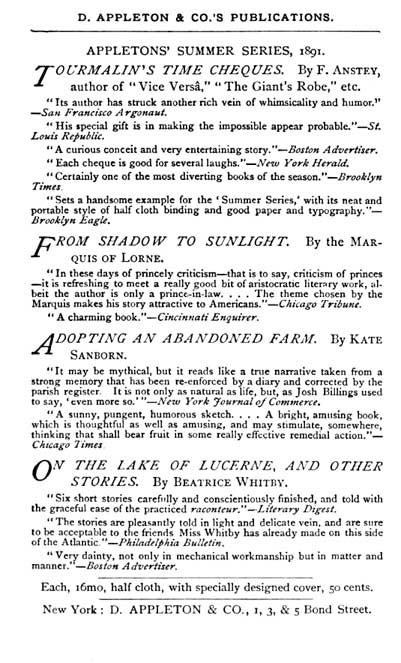 D. APPLETON & CO.'S PUBLICATIONS.
APPLETONS' SUMMER SERIES, 1891.
TOURMALIN'S TIME CHEQUES. By F. ANSTEY,
author of "Vice Versâ," "The Giant's Robe," etc.
"Its author has struck another rich vein of whimsicality and humor."
—San Francisco Argonaut.
"His special gift is in making the impossible appear probable."—St.
Louis Republic.
"A curious conceit and very entertaining story."—Boston Advertiser.
"Each cheque is good for several laughs."—New York Herald.
"Certainly one of the most diverting books of the season."—Brooklyn
Times.
"Sets a handsome example for the 'Summer Series,' with its neat and
portable style of half cloth binding and good paper and typography."—
Brooklyn Eagle.
FROM SHADOW TO SUNLIGHT. By the MAR-
QUIS OF LORNE.
"In these days of princely criticism—that is to say, criticism of princes
—it is refreshing to meet a really good bit of aristocratic literary work, al-
beit the author is only a prince-in-law. . . . The theme chosen by the
Marquis makes his story attractive to Americans."—Chicago Tribune.
"A charming book."—Cincinnati Enquirer.
ADOPTING AN ABANDONED FARM. By KATE
SANBORN.
"It may be mythical, but it reads like a true narrative taken from a
strong memory that has been re-enforced by a diary and corrected by the
parish register. It is not only as natural as life, but, as Josh Billings used
to say, 'even more so.'"—New York Journal of Commerce.
"A sunny, pungent, humorous sketch. . . . A bright, amusing book,
which is thoughtful as well as amusing, and may stimulate, somewhere,
thinking that shall bear fruit in some really effective remedial action."—
Chicago Times.
ON THE LAKE OF LUCERNE, AND OTHER
STORIES. By BEATRICE WHITBY.
"Six short stories carefully and conscientiously finished, and told with
the graceful ease of the practiced raconteur."—Literary Digest.
"The stories are pleasantly told in light and delicate vein, and are sure
to be acceptable to the friends Miss Whitby has already made on this side
of the Atlantic."—Philadelphia Bulletin.
"Very dainty, not only in mechanical workmanship but in matter and
manner."—Boston Advertiser.
Each, 16mo, half cloth, with specially designed cover, 50 cents.
New York: D. APPLETON & CO., 1, 3, & 5 Bond Street.